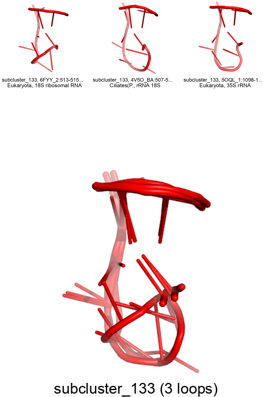 subcluster_133, 6FYY_2:513-515...
Eukaryota, 18S ribosomal RNA
subcluster_133, 4V5O_BA:507-5...
Ciliates(P., rRNA 18S
subcluster_133, 5OQL_1:1098-1...
Eukaryota, 35S rRNA
subcluster_133 (3 loops)